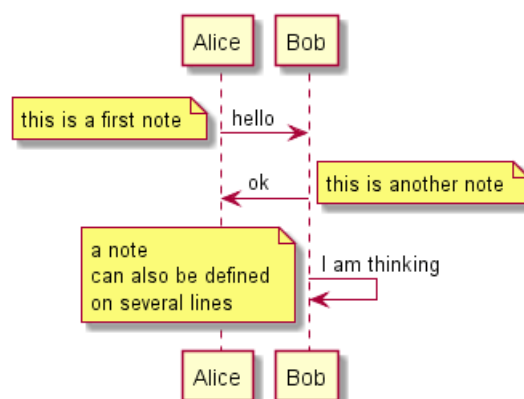 Alice Bob
this is a first note hello
ok this is another note
a note
can also be defined
on several lines
I am thinking
Alice Bob